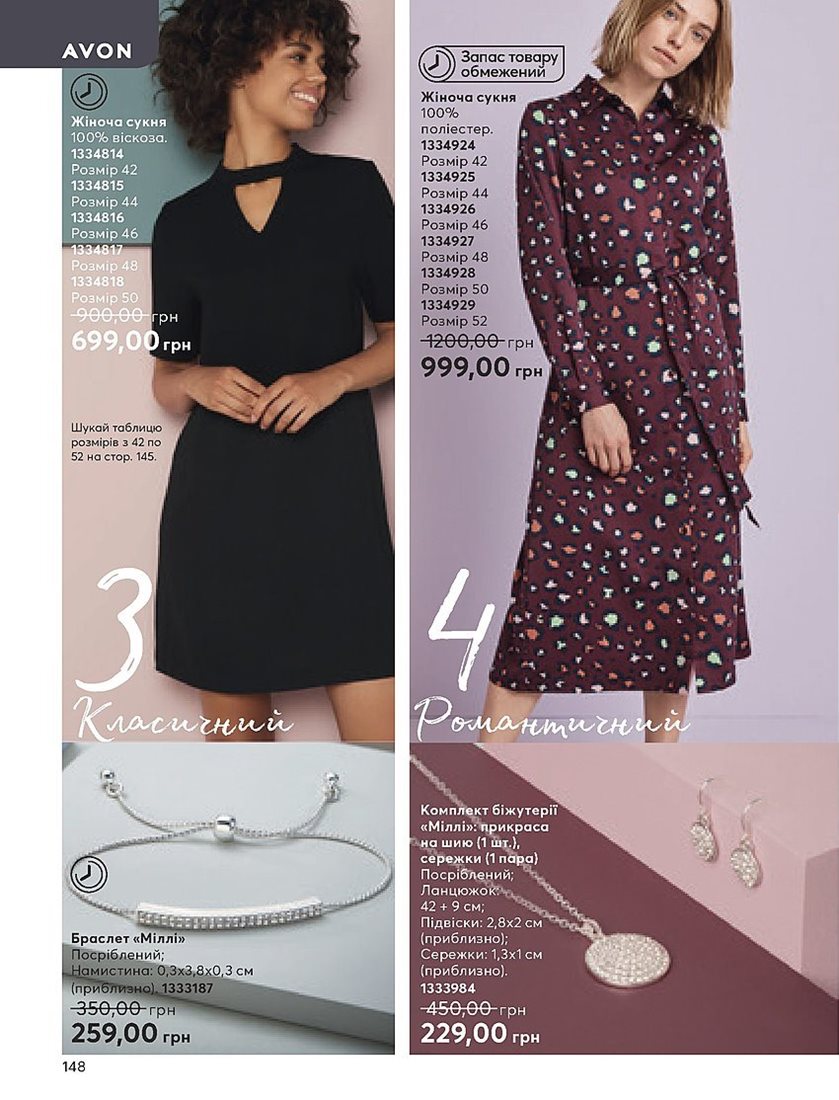 AVON
Жіноча сукня
100% віскоза.
1334814
Розмір 42
1334815
Розмір 44
1334816
Розмір 46
1334817
Розмір 48
1334818
Розмір 50
900,00 грн
699,00 грн
Шукай таблицю
розмірів з 42 по
52 на стор. 145.
3
Класичний
Запас товару
обмежений
Жіноча сукня
100%
поліестер.
1334924
Розмір 42
1334925
Розмір 44
1334926
Розмір 46
1334927
Розмір 48
1334928
Розмір 50
1334929
Розмір 52
1200,00 грн
999,00 грн
4
Романтичний
Браслет «Міллі»
Посріблений;
Намистина: 0,3х3,8х0,3 см
(приблизно). 1333187
350,00 грн
259,00 грн
Комплект біжутерії
«Міллі»: прикраса
на шию (1 шт.),
сережки (1 пара)
Посріблений;
Ланцюжок:
42 + 9 см;
Підвіски: 2,8х2 см
(приблизно);
Сережки: 1,3х1 см
(приблизно).
1333984
450,00 грн
229,00 грн
148